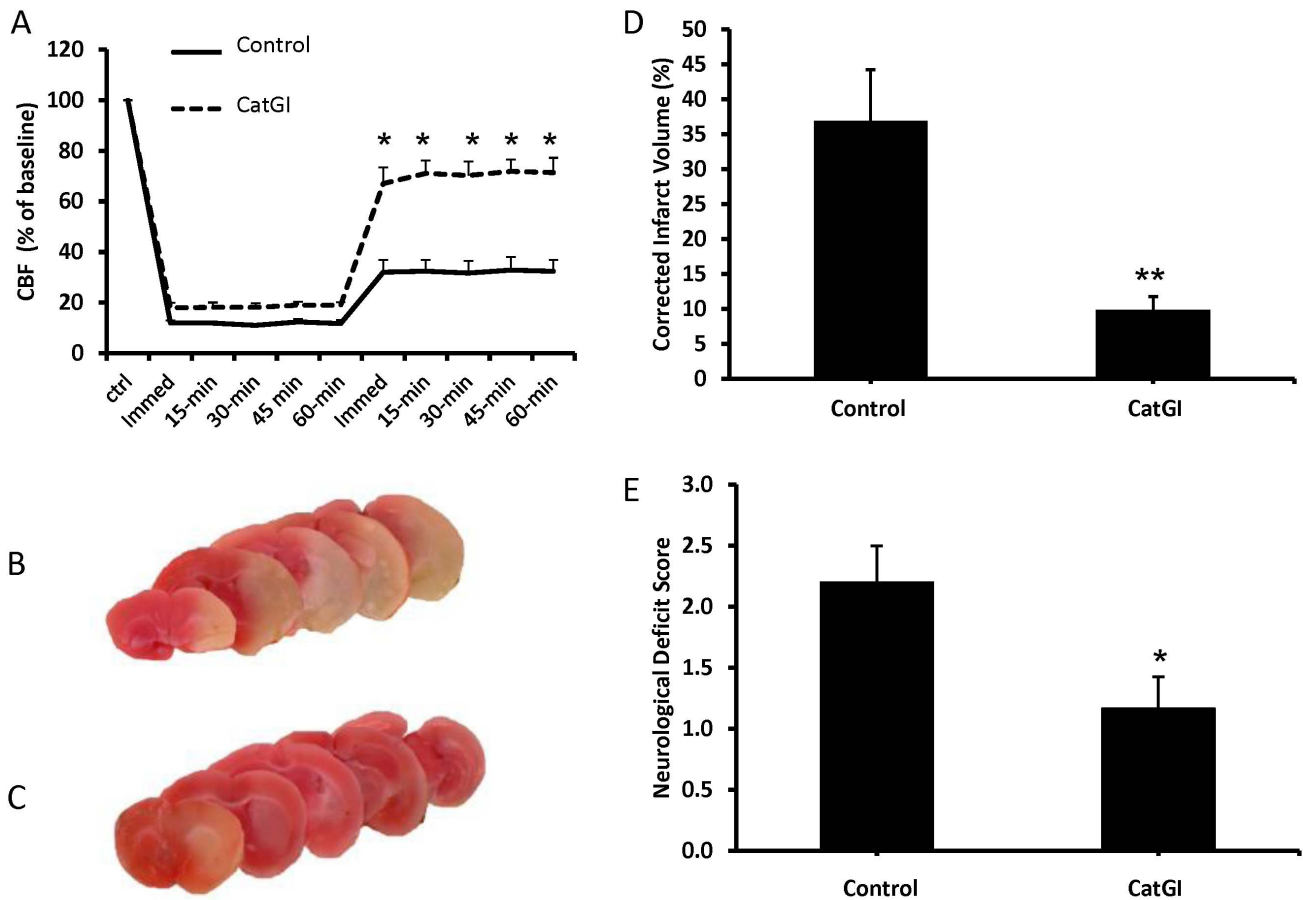 A
120
100
80
60
40
20
0
CBF (% of baseline)
Control
CatGI
* * * * *
ctrl
Immed
15-min
30-min
45 min
60-min
Immed
15-min
30-min
45-min
60-min
B
C
D
50
45
40
35
30
25
20
15
10
5
0
Corrected Infarct Volume (%)
**
Control CatGI
E
3.0
2.5
2.0
1.5
1.0
0.5
0.0
Neurological Deficit Score
*
Control CatGI